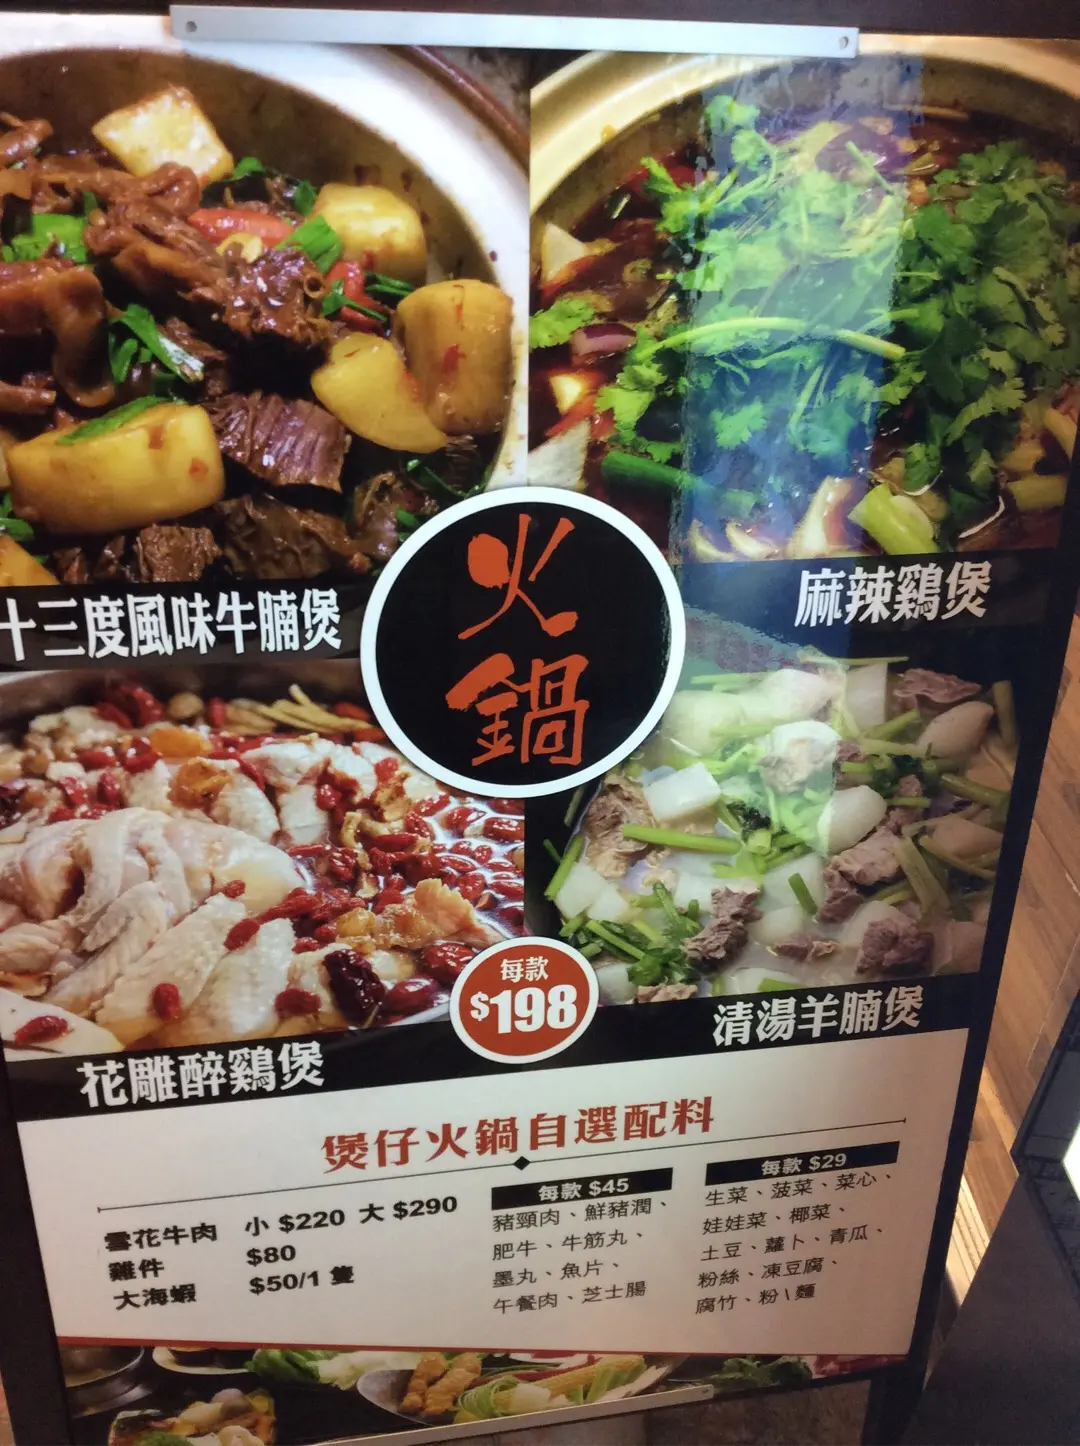 十三度風味牛腩煲
麻辣鷄煲
火
鍋
每款
$198
花雕醉鷄煲
清湯羊腩煲
煲仔火鍋自選配料
雲花牛肉 小 $220 大 $290
雞件 $80
大海蝦 $50/1 隻
每款 $45
豬頸肉、鮮豬潤、
肥牛、牛筋丸、
墨丸、魚片、
午餐肉、芝士腸
每款 $29
生菜、菠菜、菜心、
娃娃菜、椰菜、
土豆、蘿卜、青瓜、
粉絲、凍豆腐、
腐竹、粉\麵